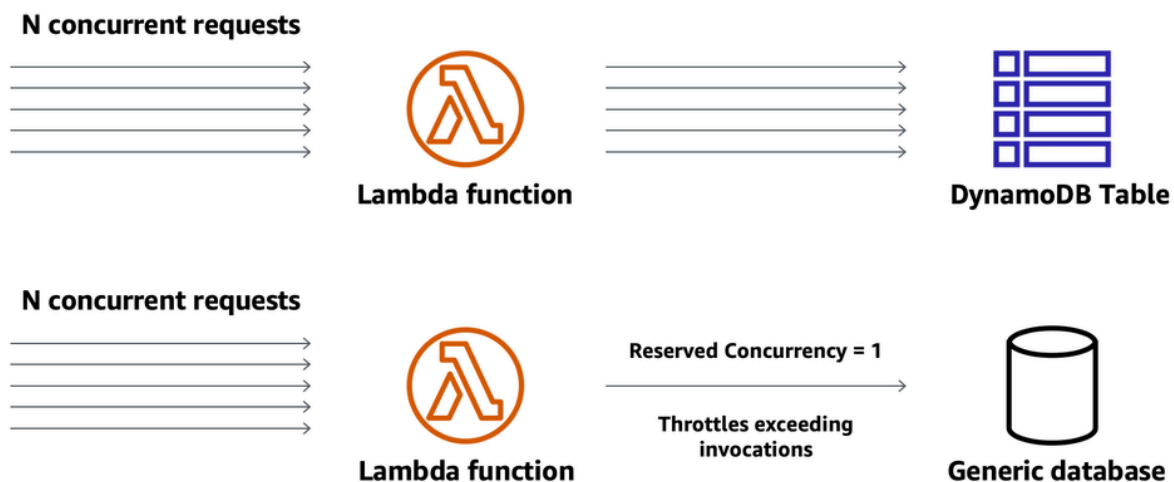 N concurrent requests
Lambda function
DynamoDB Table
N concurrent requests
Reserved Concurrency = 1
Throttles exceeding
invocations
Lambda function
Generic database